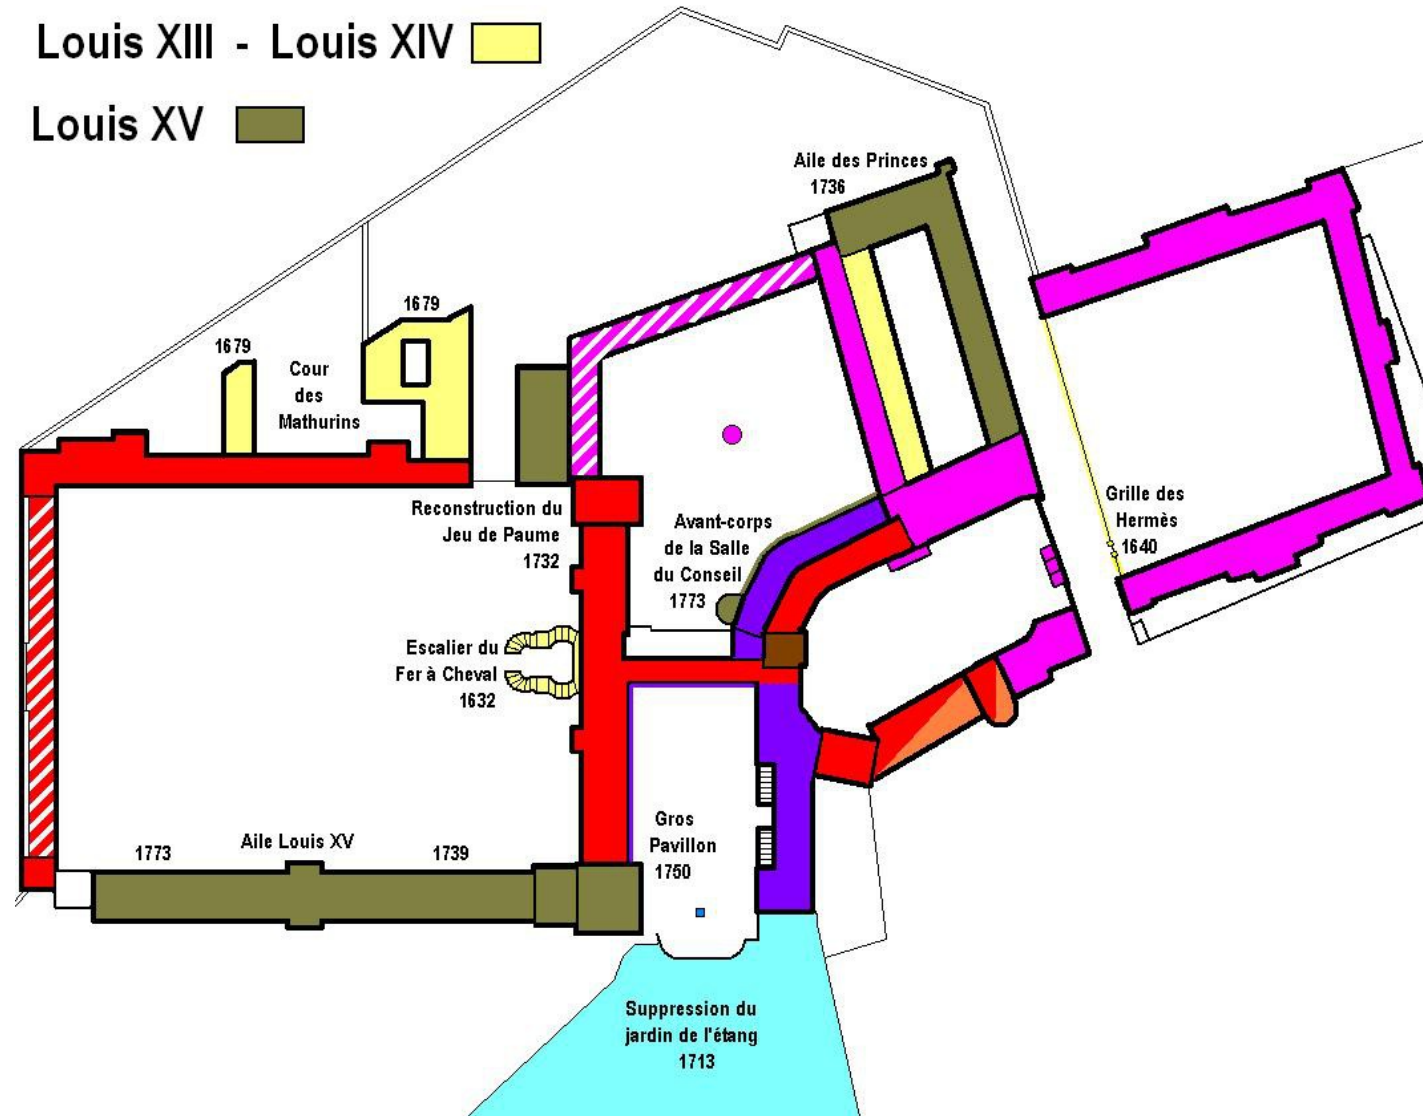 Louis XIII - Louis XIV
Louis XV
Aile des Princes
1736
1679
1679
Cour
des
Mathurins
Reconstruction du
Jeu de Paume
1732
Avant-corps
de la Salle
du Conseil
1773
Grille des
Hermès
1640
Escalier du
Fer à Cheval
1632
Gros
Pavillon
1750
1773
Aile Louis XV
1739
Suppression du
jardin de l'étang
1713